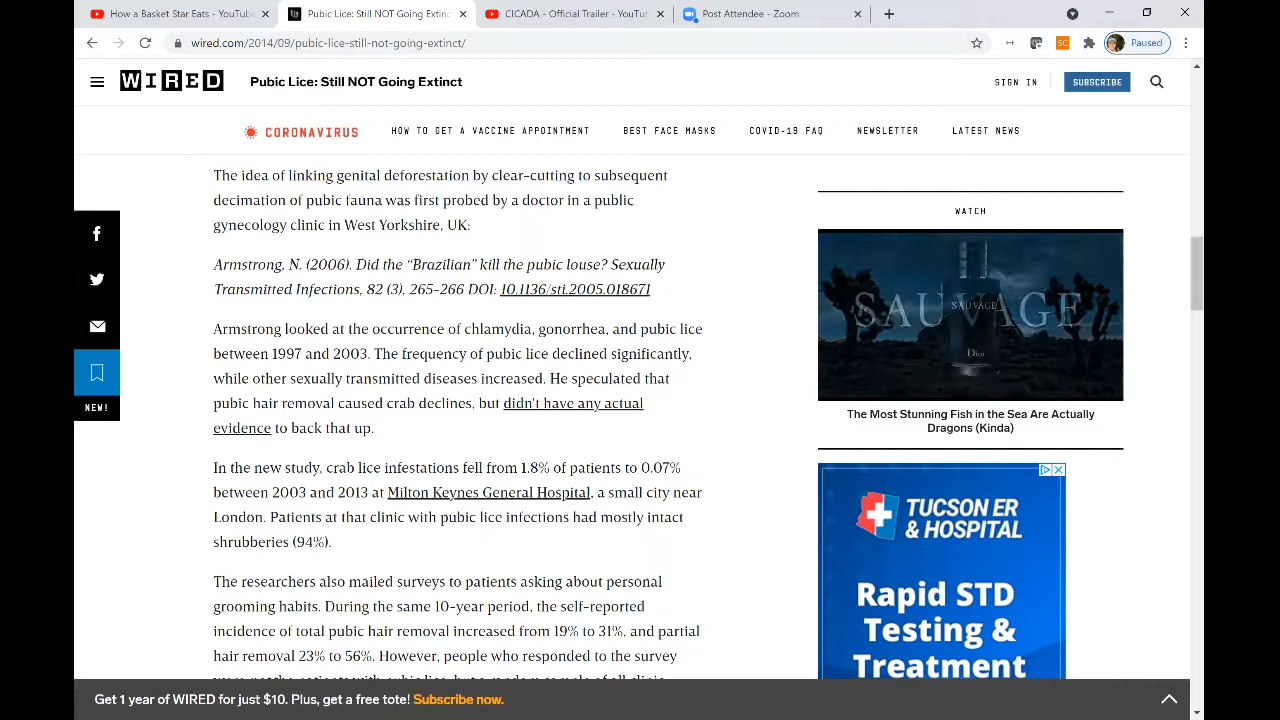 How a Basket Star Eats - YouTube
Pubic Lice: Still NOT Going Extinct
CICADA - Official Trailer - YouTu
Post Attendee - Zoom
wired.com/2014/09/pubic-lice-still-not-going-extinct/
SC
Paused
WIRED
Pubic Lice: Still NOT Going Extinct
SIGN IN
SUBSCRIBE
CORONAVIRUS
HOW TO GET A VACCINE APPOINTMENT
BEST FACE MASKS
COVID-19 FAQ
NEWSLETTER
LATEST NEWS
The idea of linking genital deforestation by clear-cutting to subsequent
decimation of pubic fauna was first probed by a doctor in a public
gynecology clinic in West Yorkshire, UK:
Armstrong, N. (2006). Did the "Brazilian" kill the pubic louse? Sexually
Transmitted Infections, 82 (3), 265-266 DOI: 10.1136/sti.2005.018671
Armstrong looked at the occurrence of chlamydia, gonorrhea, and pubic lice
between 1997 and 2003. The frequency of pubic lice declined significantly,
while other sexually transmitted diseases increased. He speculated that
pubic hair removal caused crab declines, but didn't have any actual
evidence to back that up.
In the new study, crab lice infestations fell from 1.8% of patients to 0.07%
between 2003 and 2013 at Milton Keynes General Hospital, a small city near
London. Patients at that clinic with pubic lice infections had mostly intact
shrubberies (94%).
The researchers also mailed surveys to patients asking about personal
grooming habits. During the same 10-year period, the self-reported
incidence of total pubic hair removal increased from 19% to 31%, and partial
hair removal 23% to 56%. However, people who responded to the survey
NEW!
WATCH
SAUVAGE
SAUVAGE
Dior
The Most Stunning Fish in the Sea Are Actually
Dragons (Kinda)
TUCSON ER
& HOSPITAL
Rapid STD
Testing &
Treatment
Get 1 year of WIRED for just $10. Plus, get a free tote! Subscribe now.